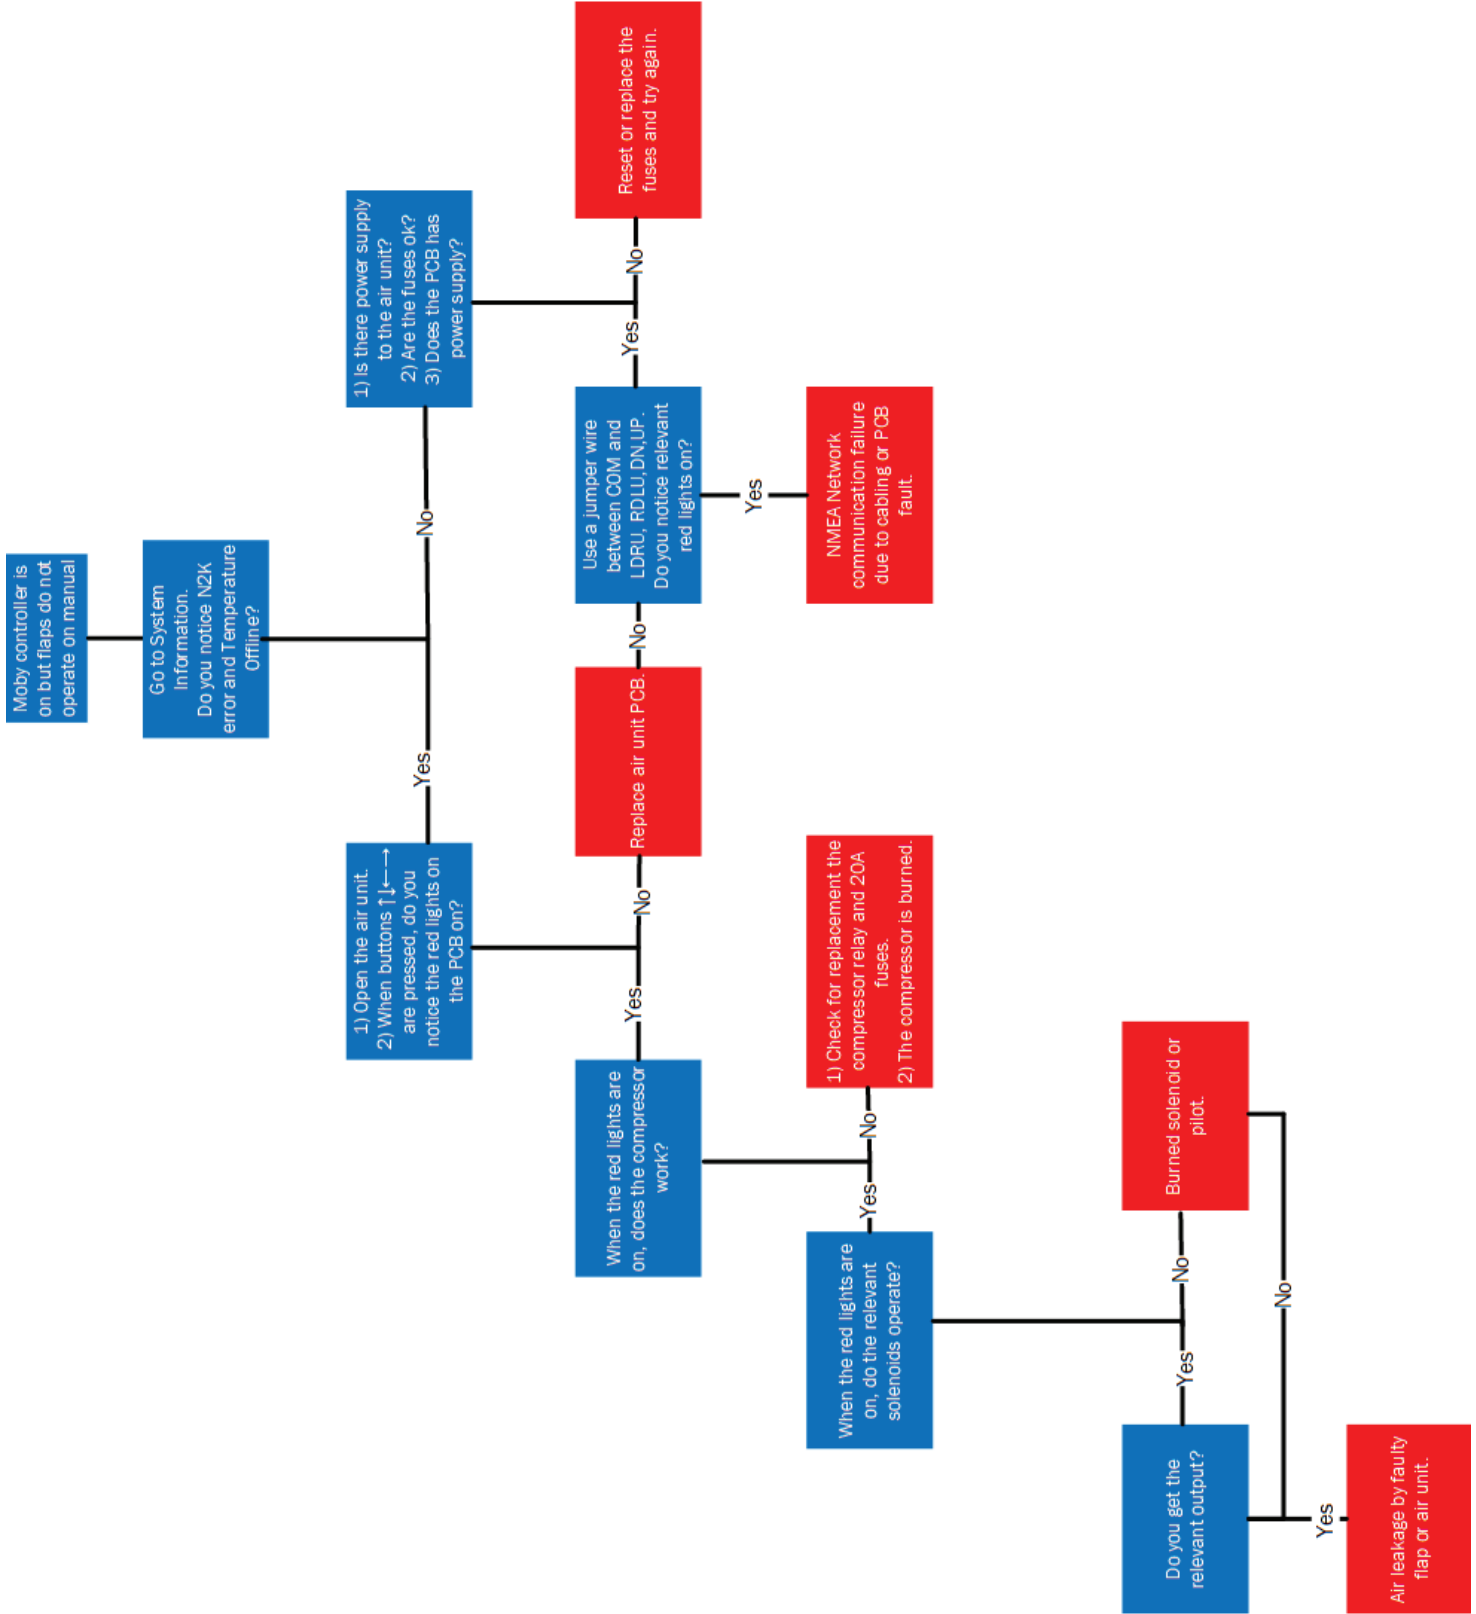 Moby controller is
on but flaps do not
operate on manual
Go to System
Information.
Do you notice N2K
error and Temperature
Offline?
Yes
No
1) Open the air unit.
2) When buttons ↑↓←→
are pressed, do you
notice the red lights on
the PCB on?
1) Is there power supply
to the air unit?
2) Are the fuses ok?
3) Does the PCB has
power supply?
Yes
No
Yes
No
When the red lights are
on, does the compressor
work?
Replace air unit PCB.
No
Use a jumper wire
between COM and
LDRU, RDLU,DN,UP.
Do you notice relevant
red lights on?
Reset or replace the
fuses and try again.
Yes
No
Yes
When the red lights are
on, do the relevant
solenoids operate?
1) Check for replacement the
compressor relay and 20A
fuses.
2) The compressor is burned.
NMEA Network
communication failure
due to cabling or PCB
fault.
Yes
No
Do you get the
relevant output?
Burned solenoid or
pilot.
No
Yes
Air leakage by faulty
flap or air unit.